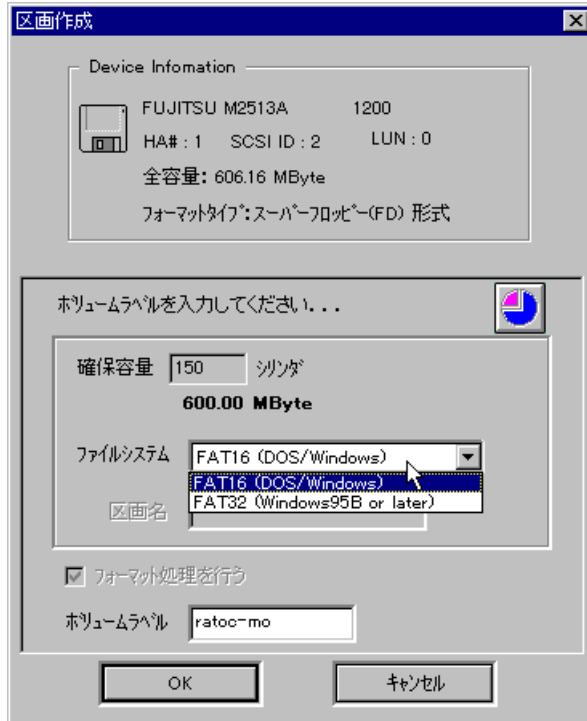 区画作成
Device Infomation
FUJITSU M2513A 1200
HA# : 1 SCSI ID : 2 LUN : 0
全容量: 606.16 MByte
フォーマットタイプ:スーパーフロッピー(FD) 形式
ボリュームラベルを入力してください...
確保容量 150 シリンダ
600.00 MByte
ファイルシステム FAT16 (DOS/Windows)
FAT16 (DOS/Windows)
FAT32 (Windows95B or later)
区画名
フォーマット処理を行う
ボリュームラベル ratoc-mo
OK キャンセル